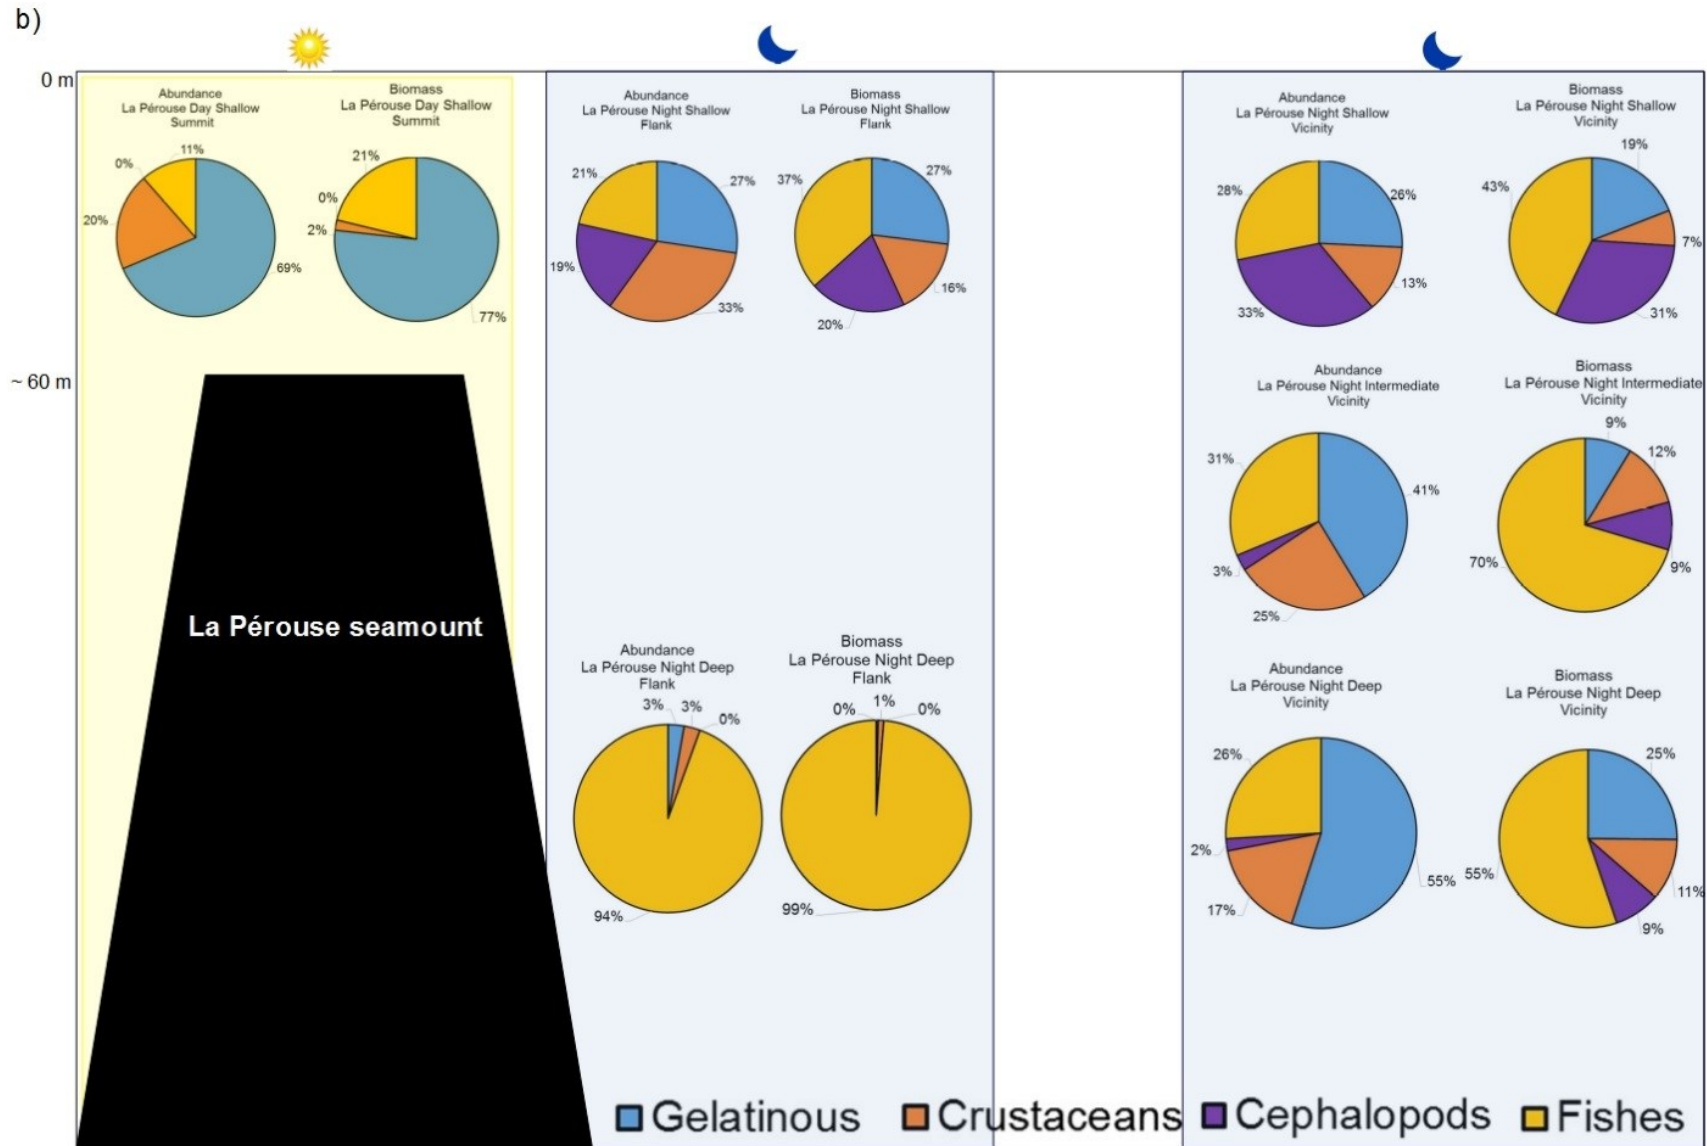 b)
0 m
~ 60 m
Abundance
La Pérouse Day Shallow
Summit
11%
0%
20%
69%
Biomass
La Pérouse Day Shallow
Summit
21%
0%
2%
77%
Abundance
La Pérouse Night Shallow
Flank
21%
27%
19%
33%
Biomass
La Pérouse Night Shallow
Flank
37%
27%
16%
20%
Abundance
La Pérouse Night Shallow
Vicinity
28%
26%
13%
33%
Biomass
La Pérouse Night Shallow
Vicinity
19%
43%
7%
31%
Abundance
La Pérouse Night Intermediate
Vicinity
31%
41%
3%
25%
Biomass
La Pérouse Night Intermediate
Vicinity
9%
12%
70%
9%
La Pérouse seamount
Abundance
La Pérouse Night Deep
Flank
3%
3%
0%
94%
Biomass
La Pérouse Night Deep
Flank
0%
1%
0%
99%
Abundance
La Pérouse Night Deep
Vicinity
26%
2%
55%
17%
Biomass
La Pérouse Night Deep
Vicinity
25%
55%
11%
9%
Gelatinous Crustaceans Cephalopods Fishes